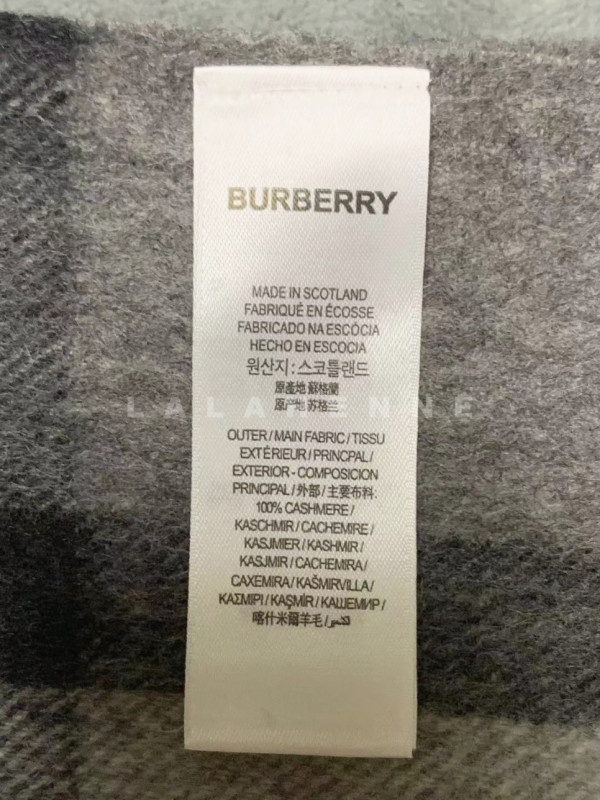 BURBERRY
MADE IN SCOTLAND
FABRIQUÉ EN ÉCOSSE
FABRICADO NA ESCÓCIA
HECHO EN ESCOCIA
원산지 : 스코틀랜드
原產地 蘇格蘭
原产地 苏格兰
OUTER / MAIN FABRIC / TISSU
EXTÉRIEUR / PRINCPAL /
EXTERIOR - COMPOSICION
PRINCIPAL / 外部 / 主要布料:
100% CASHMERE /
KASCHMIR / CACHEMIRE /
KASJMIER / KASHMIR /
KASJMIR / CACHEMIRA /
CAXEMIRA / KAŠMIRVILLA /
ΚΑΣΜΙΡΙ / KAŞMİR / КАШЕМИР /
喀什米爾羊毛 /